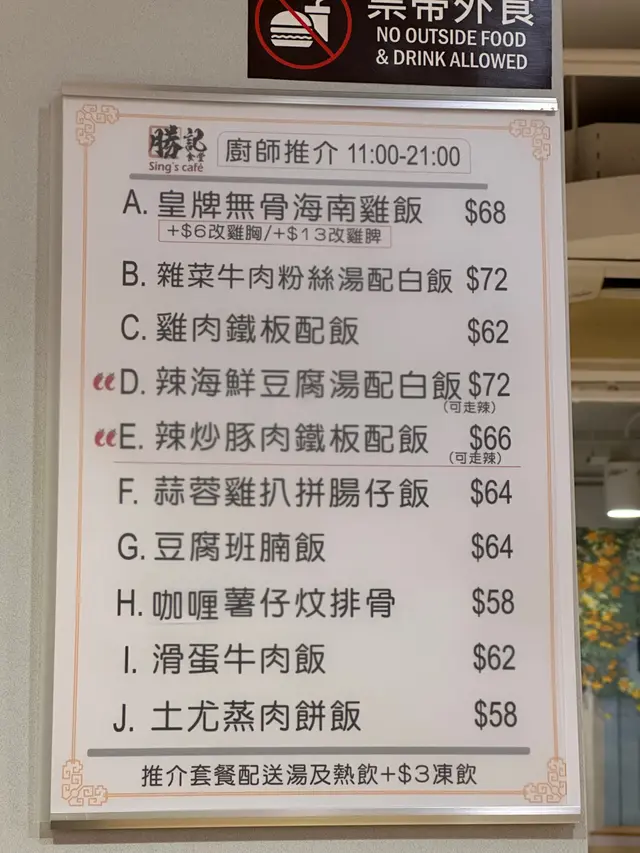 禁帶外食
NO OUTSIDE FOOD
& DRINK ALLOWED
勝記
食堂
Sing's café
廚師推介 11:00-21:00
A. 皇牌無骨海南雞飯 $68
+$6改雞胸/+$13改雞脾
B. 雜菜牛肉粉絲湯配白飯 $72
C. 雞肉鐵板配飯 $62
D. 辣海鮮豆腐湯配白飯 $72
(可走辣)
E. 辣炒豚肉鐵板配飯 $66
(可走辣)
F. 蒜蓉雞扒拼腸仔飯 $64
G. 豆腐班腩飯 $64
H. 咖喱薯仔炆排骨 $58
I. 滑蛋牛肉飯 $62
J. 土尤蒸肉餅飯 $58
推介套餐配送湯及熱飲+$3凍飲